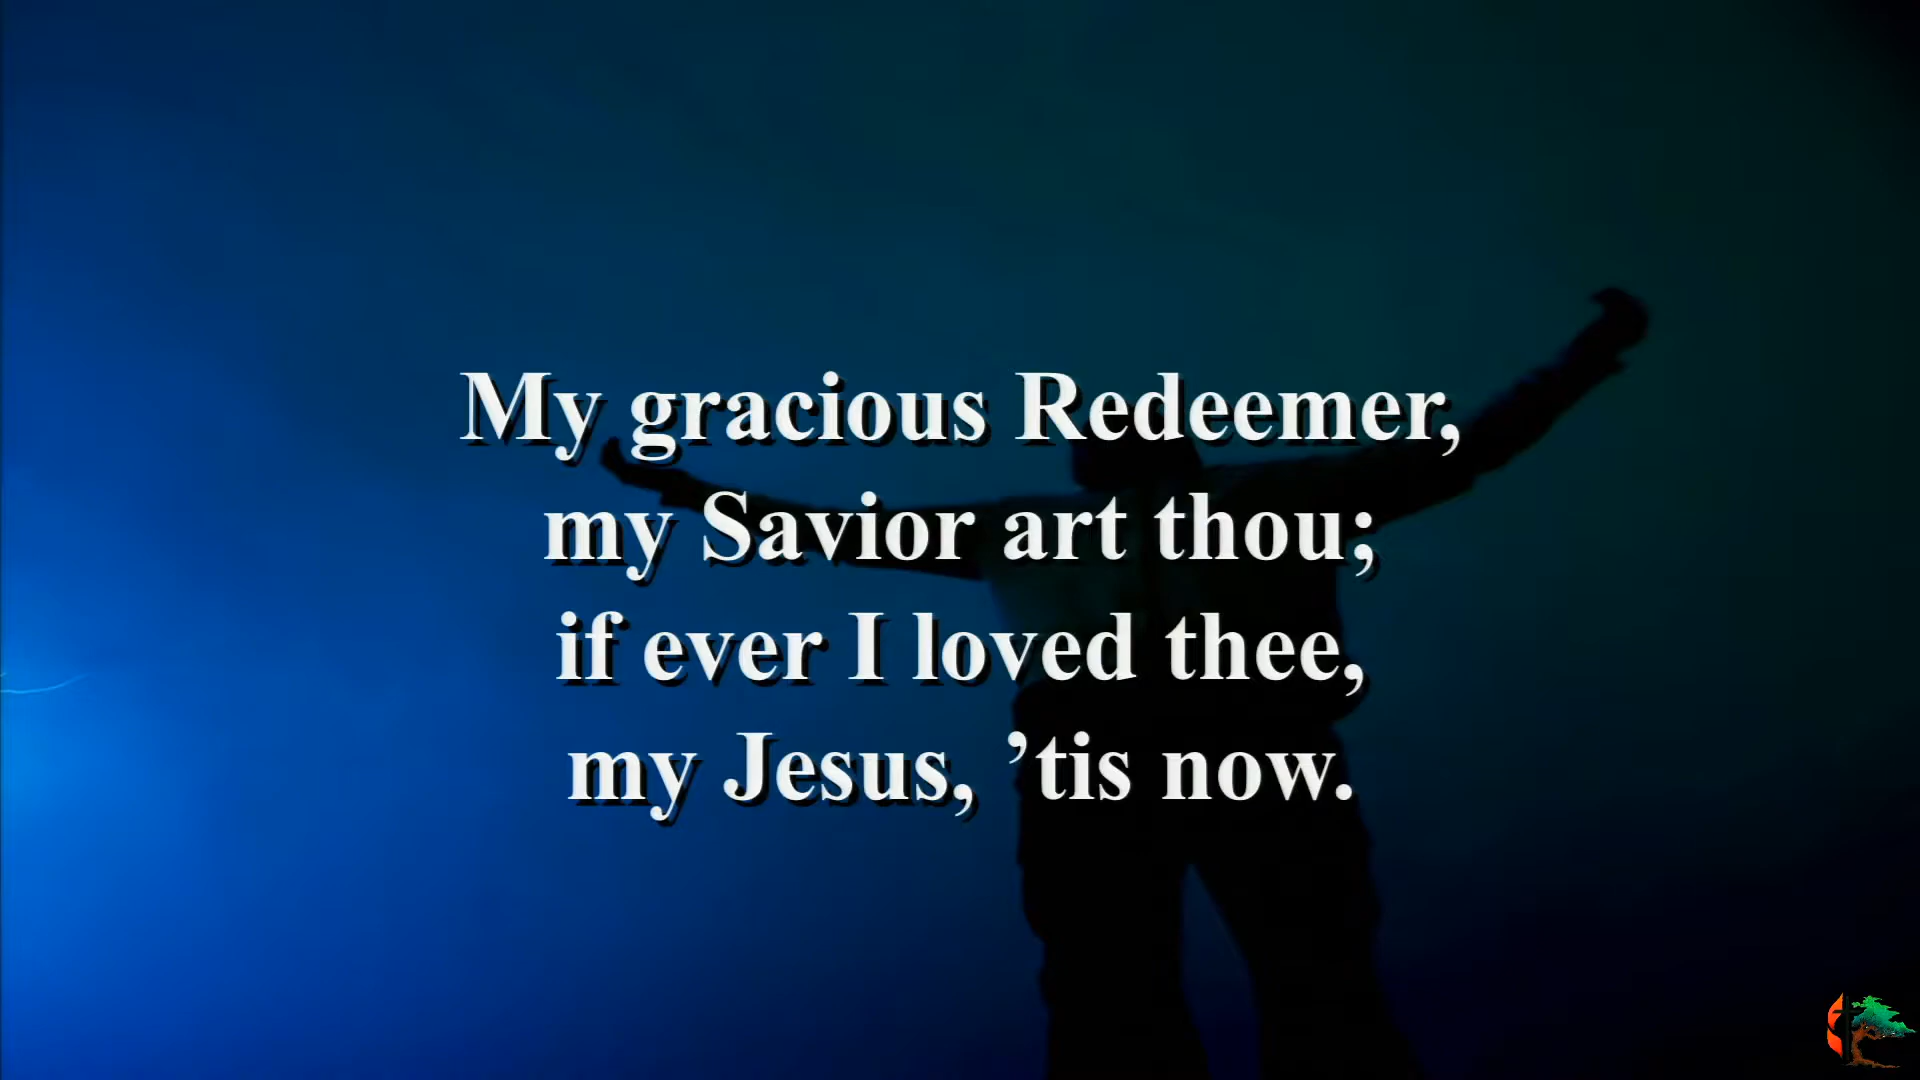 My gracious Redeemer,
my Savior art thou;
if ever I loved thee,
my Jesus, ’tis now.